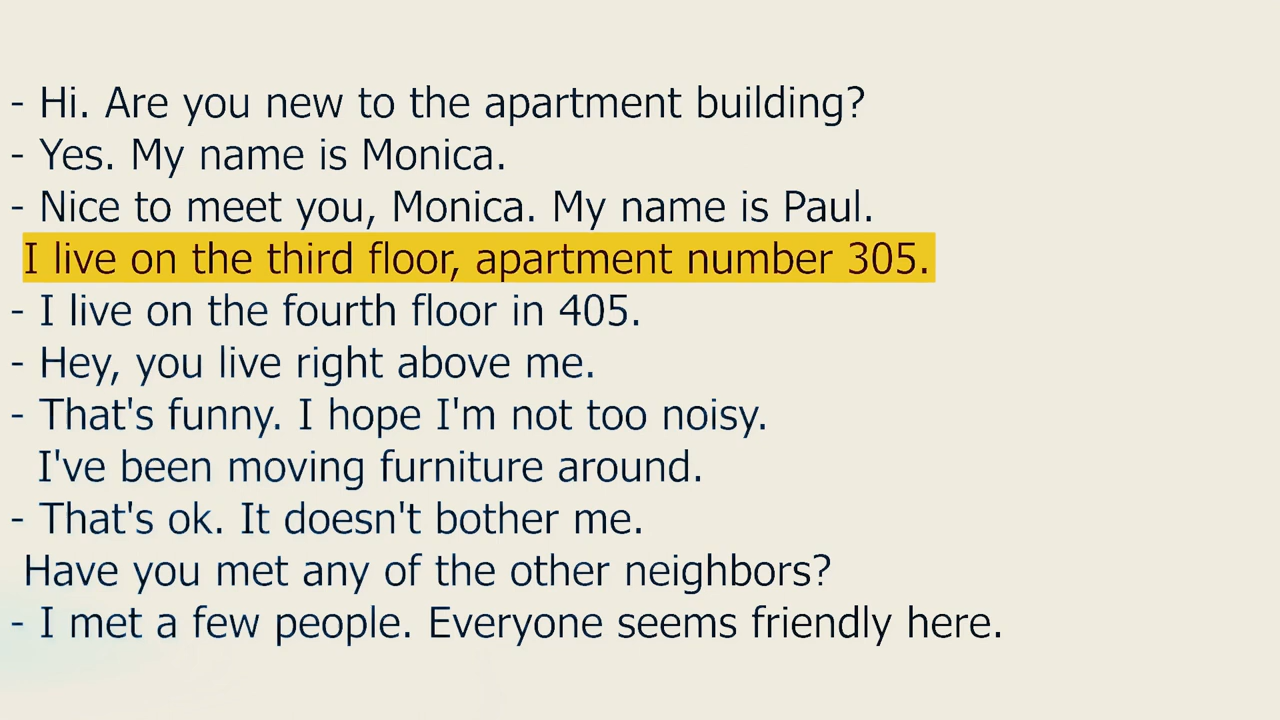 - Hi. Are you new to the apartment building?
- Yes. My name is Monica.
- Nice to meet you, Monica. My name is Paul.
I live on the third floor, apartment number 305.
- I live on the fourth floor in 405.
- Hey, you live right above me.
- That's funny. I hope I'm not too noisy.
I've been moving furniture around.
- That's ok. It doesn't bother me.
Have you met any of the other neighbors?
- I met a few people. Everyone seems friendly here.